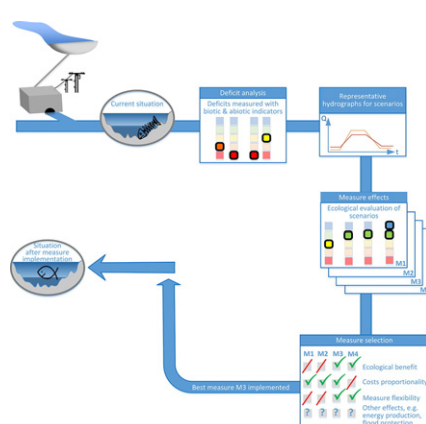 Current situation
Deficit analysis
Deficits measured with
biotic & abiotic indicators
Representative
hydrographs for scenarios
Q
t
Measure effects
Ecological evaluation of
scenarios
M1
M2
M3
M
Situation
after measure
implementation
Measure selection
M1 M2 M3 M4
Ecological benefit
Costs proportionality
Measure flexibility
? ? ? ? Other effects, e.g.
energy production,
flood protection
Best measure M3 implemented